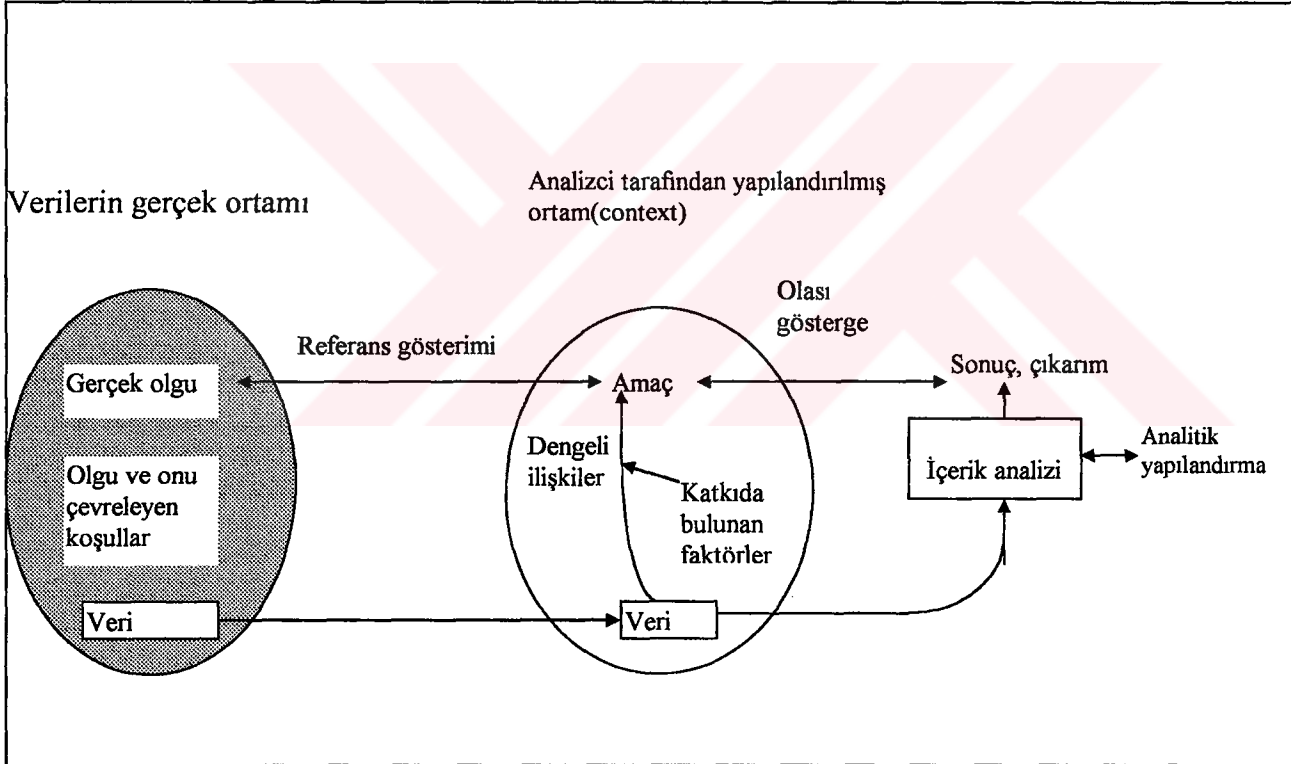 Verilerin gerçek ortamı
Analizci tarafından yapılandırılmış
ortam(context)
Olası
gösterge
Referans gösterimi
Gerçek olgu
Amaç
Sonuç, çıkarım
Dengeli
ilişkiler
Analitik
yapılandırma
İçerik analizi
Olgu ve onu
çevreleyen
koşullar
Katkıda
bulunan
faktörler
Veri
Veri